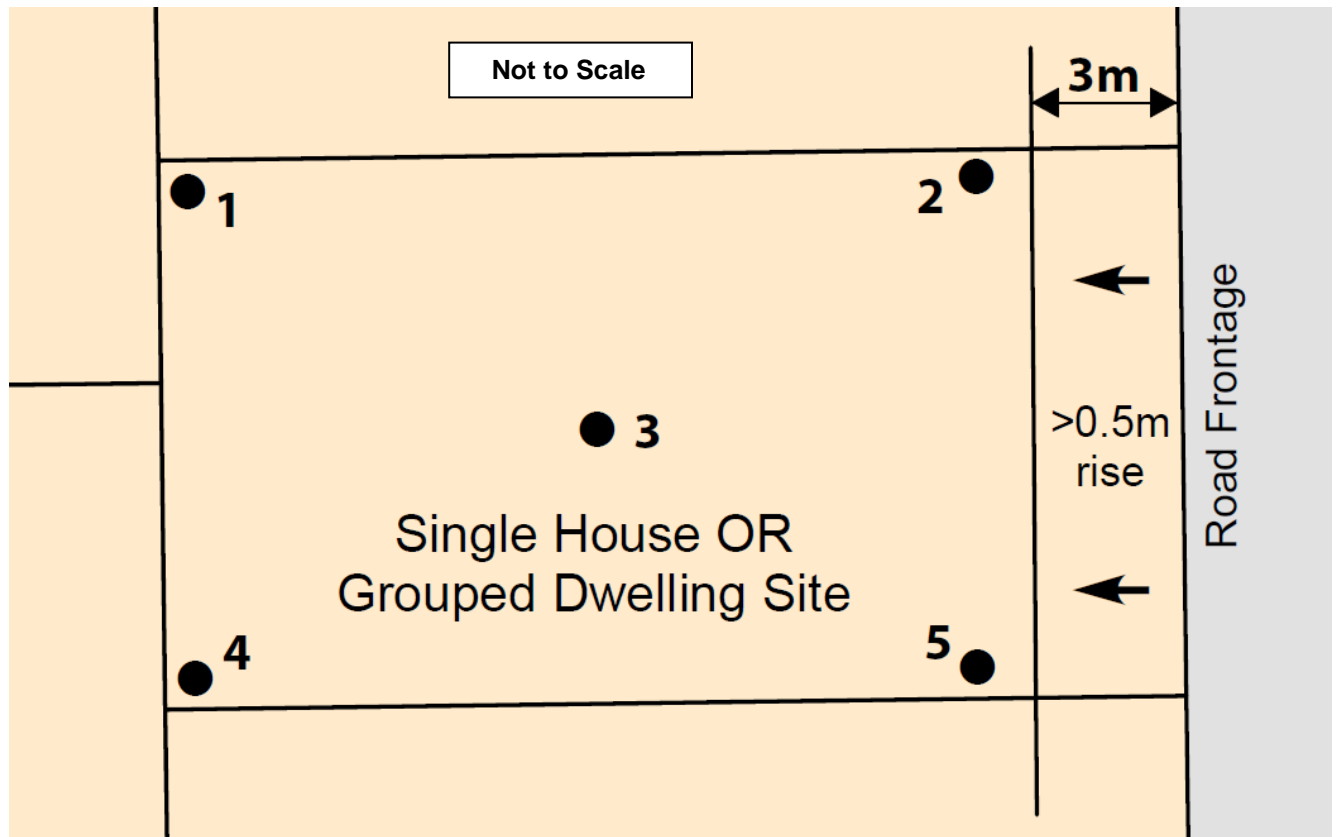 Not to Scale
3m
1
2
3
>0.5m
rise
Road Frontage
Single House OR
Grouped Dwelling Site
4
5